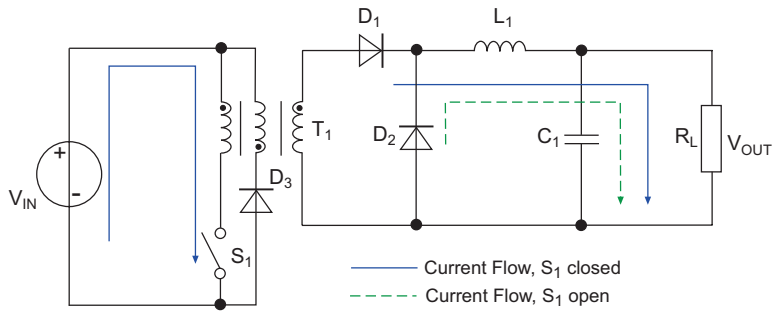 D1
L1
T1
D2
C1
RL
VOUT
+
-
VIN
D3
S1
Current Flow, S1 closed
Current Flow, S1 open